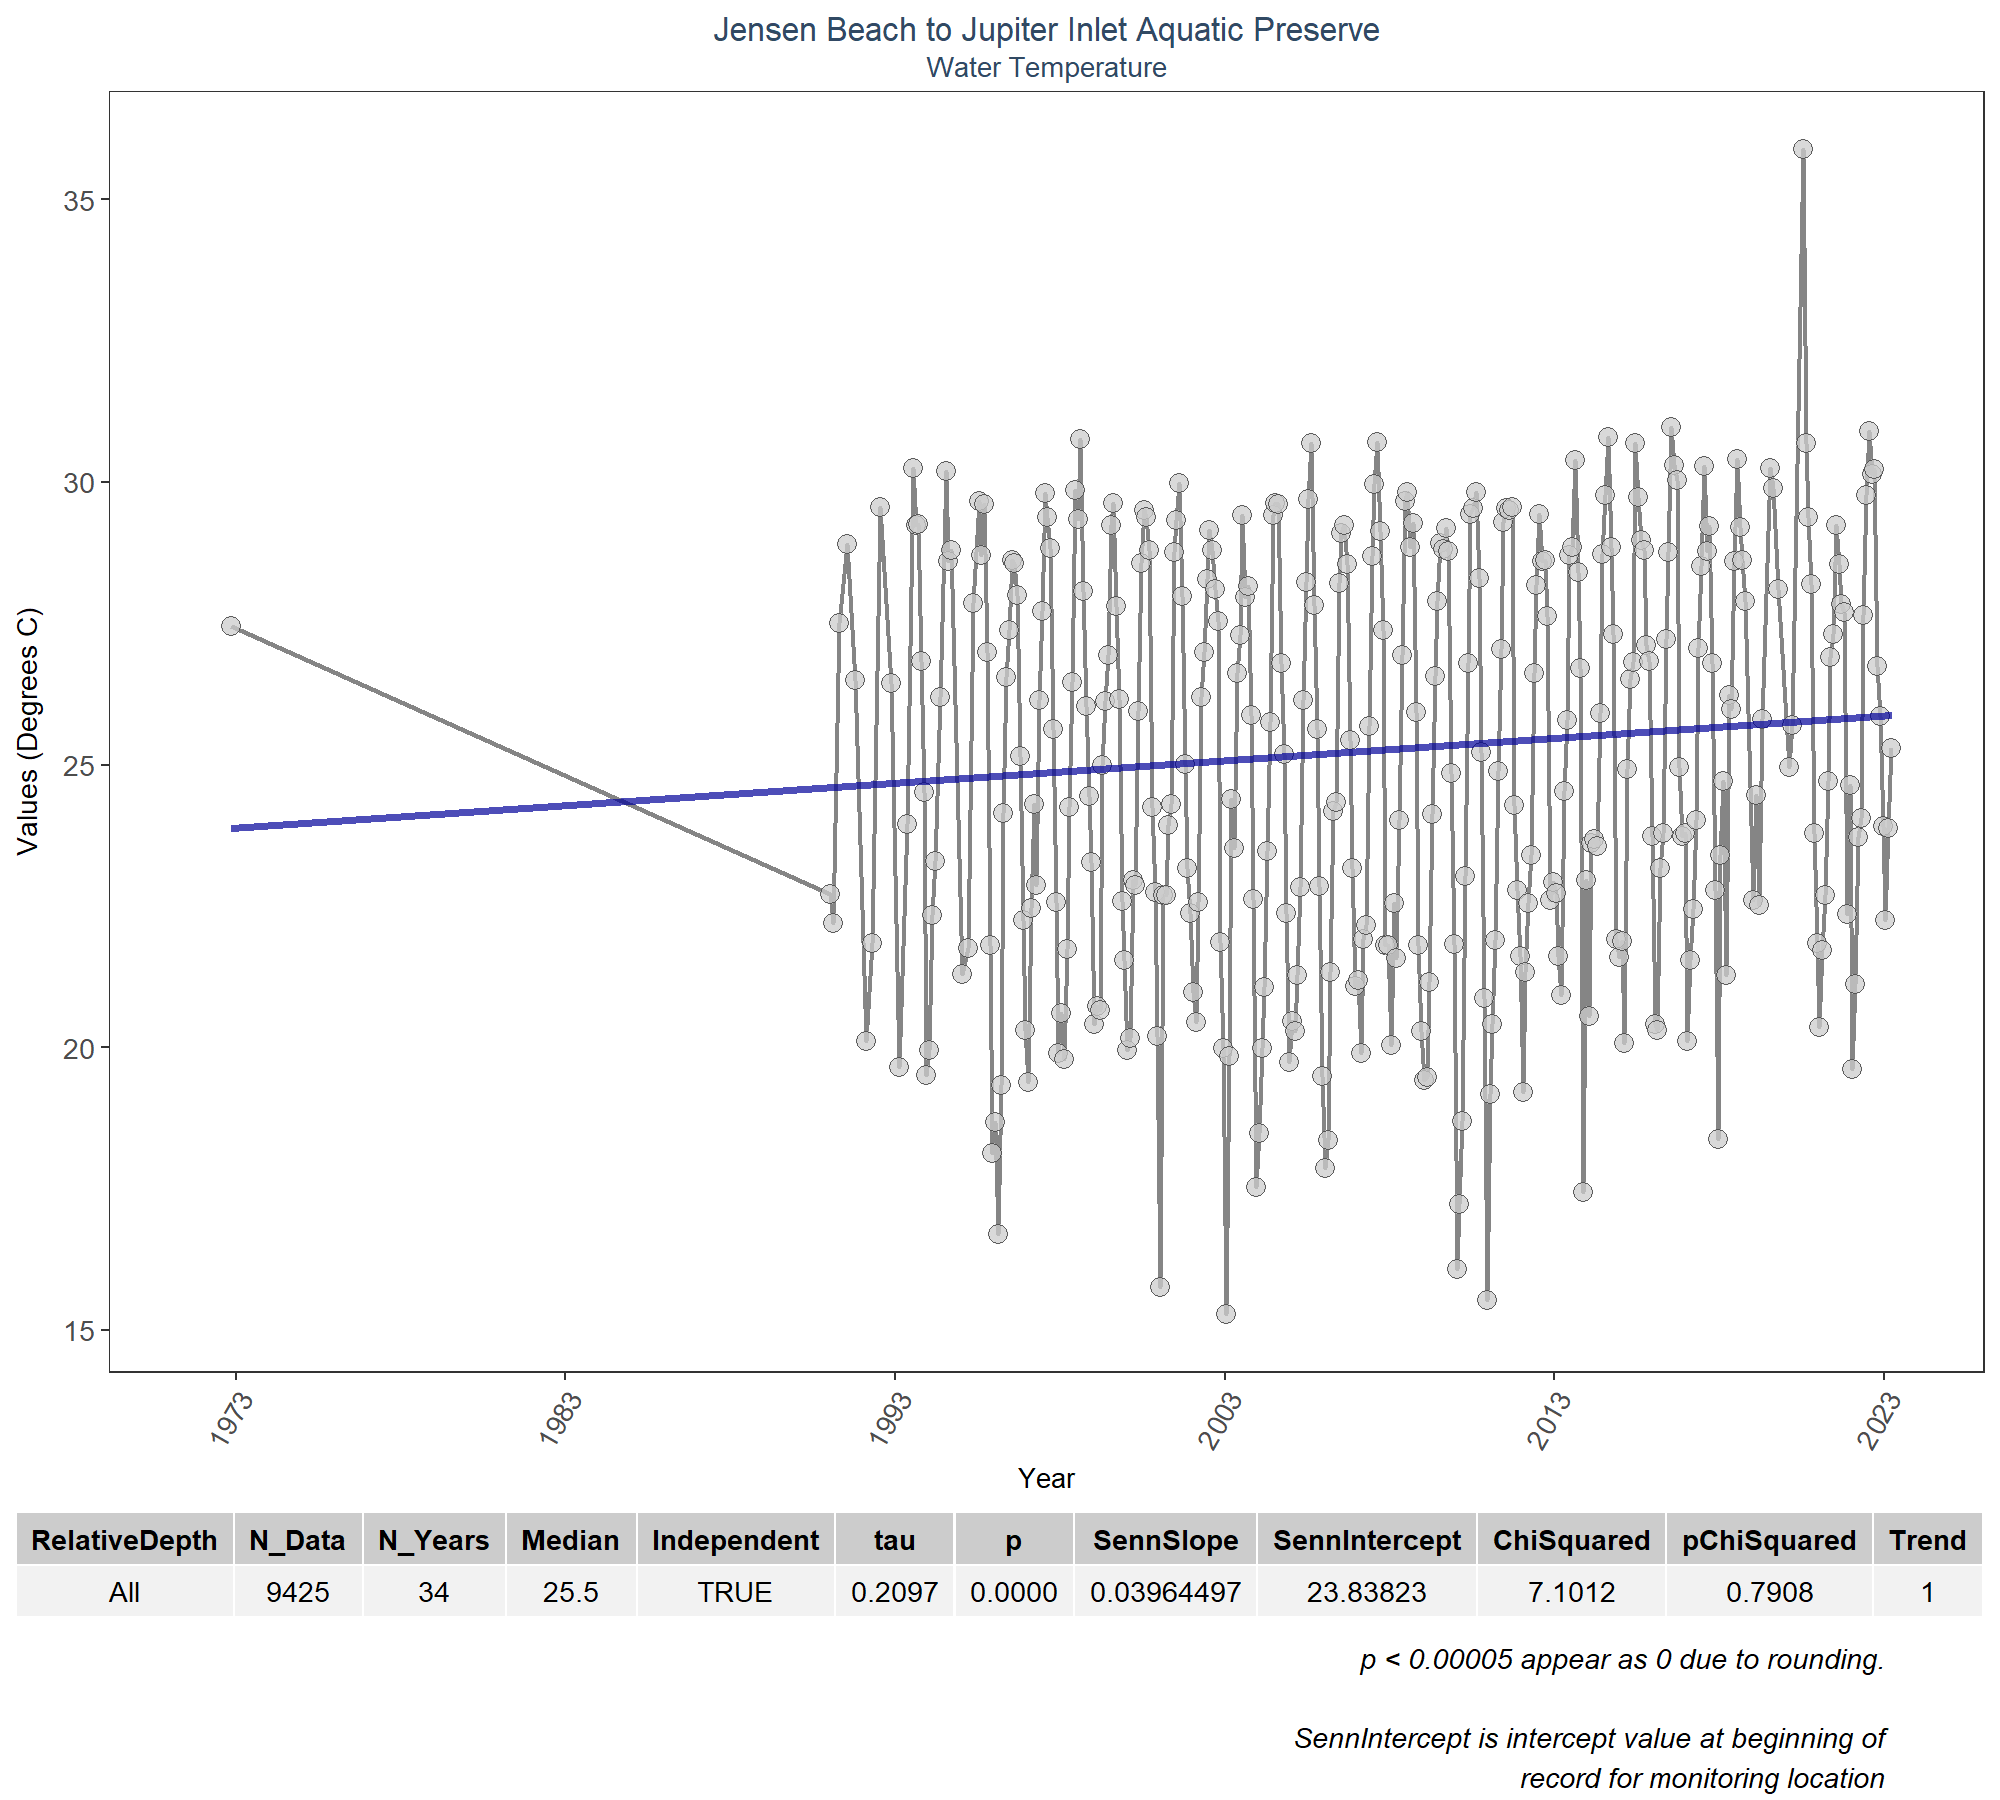 Jensen Beach to Jupiter Inlet Aquatic Preserve
Water Temperature
Values (Degrees C)
35
30
25
20
15
1973
1983
1993
2003
2013
2023
Year
RelativeDepth N_Data N_Years Median Independent tau p SennSlope SennIntercept ChiSquared pChiSquared Trend
All 9425 34 25.5 TRUE 0.2097 0.0000 0.03964497 23.83823 7.1012 0.7908 1
p < 0.00005 appear as 0 due to rounding.
SennIntercept is intercept value at beginning of
record for monitoring location